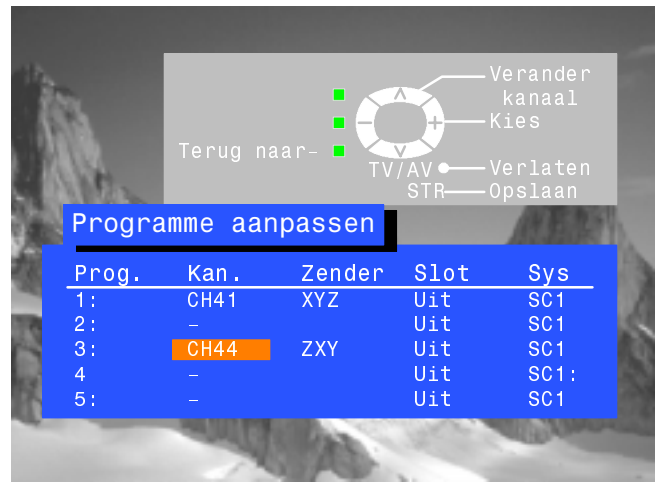 Verander
kanaal
Kies
Terug naar-
TV/AV
Verlaten
STR
Opslaan
Programme aanpassen
Prog. Kan. Zender Slot Sys
1: CH41 XYZ Uit SC1
2: – Uit SC1
3: CH44 ZXY Uit SC1
4 – Uit SC1:
5: – Uit SC1